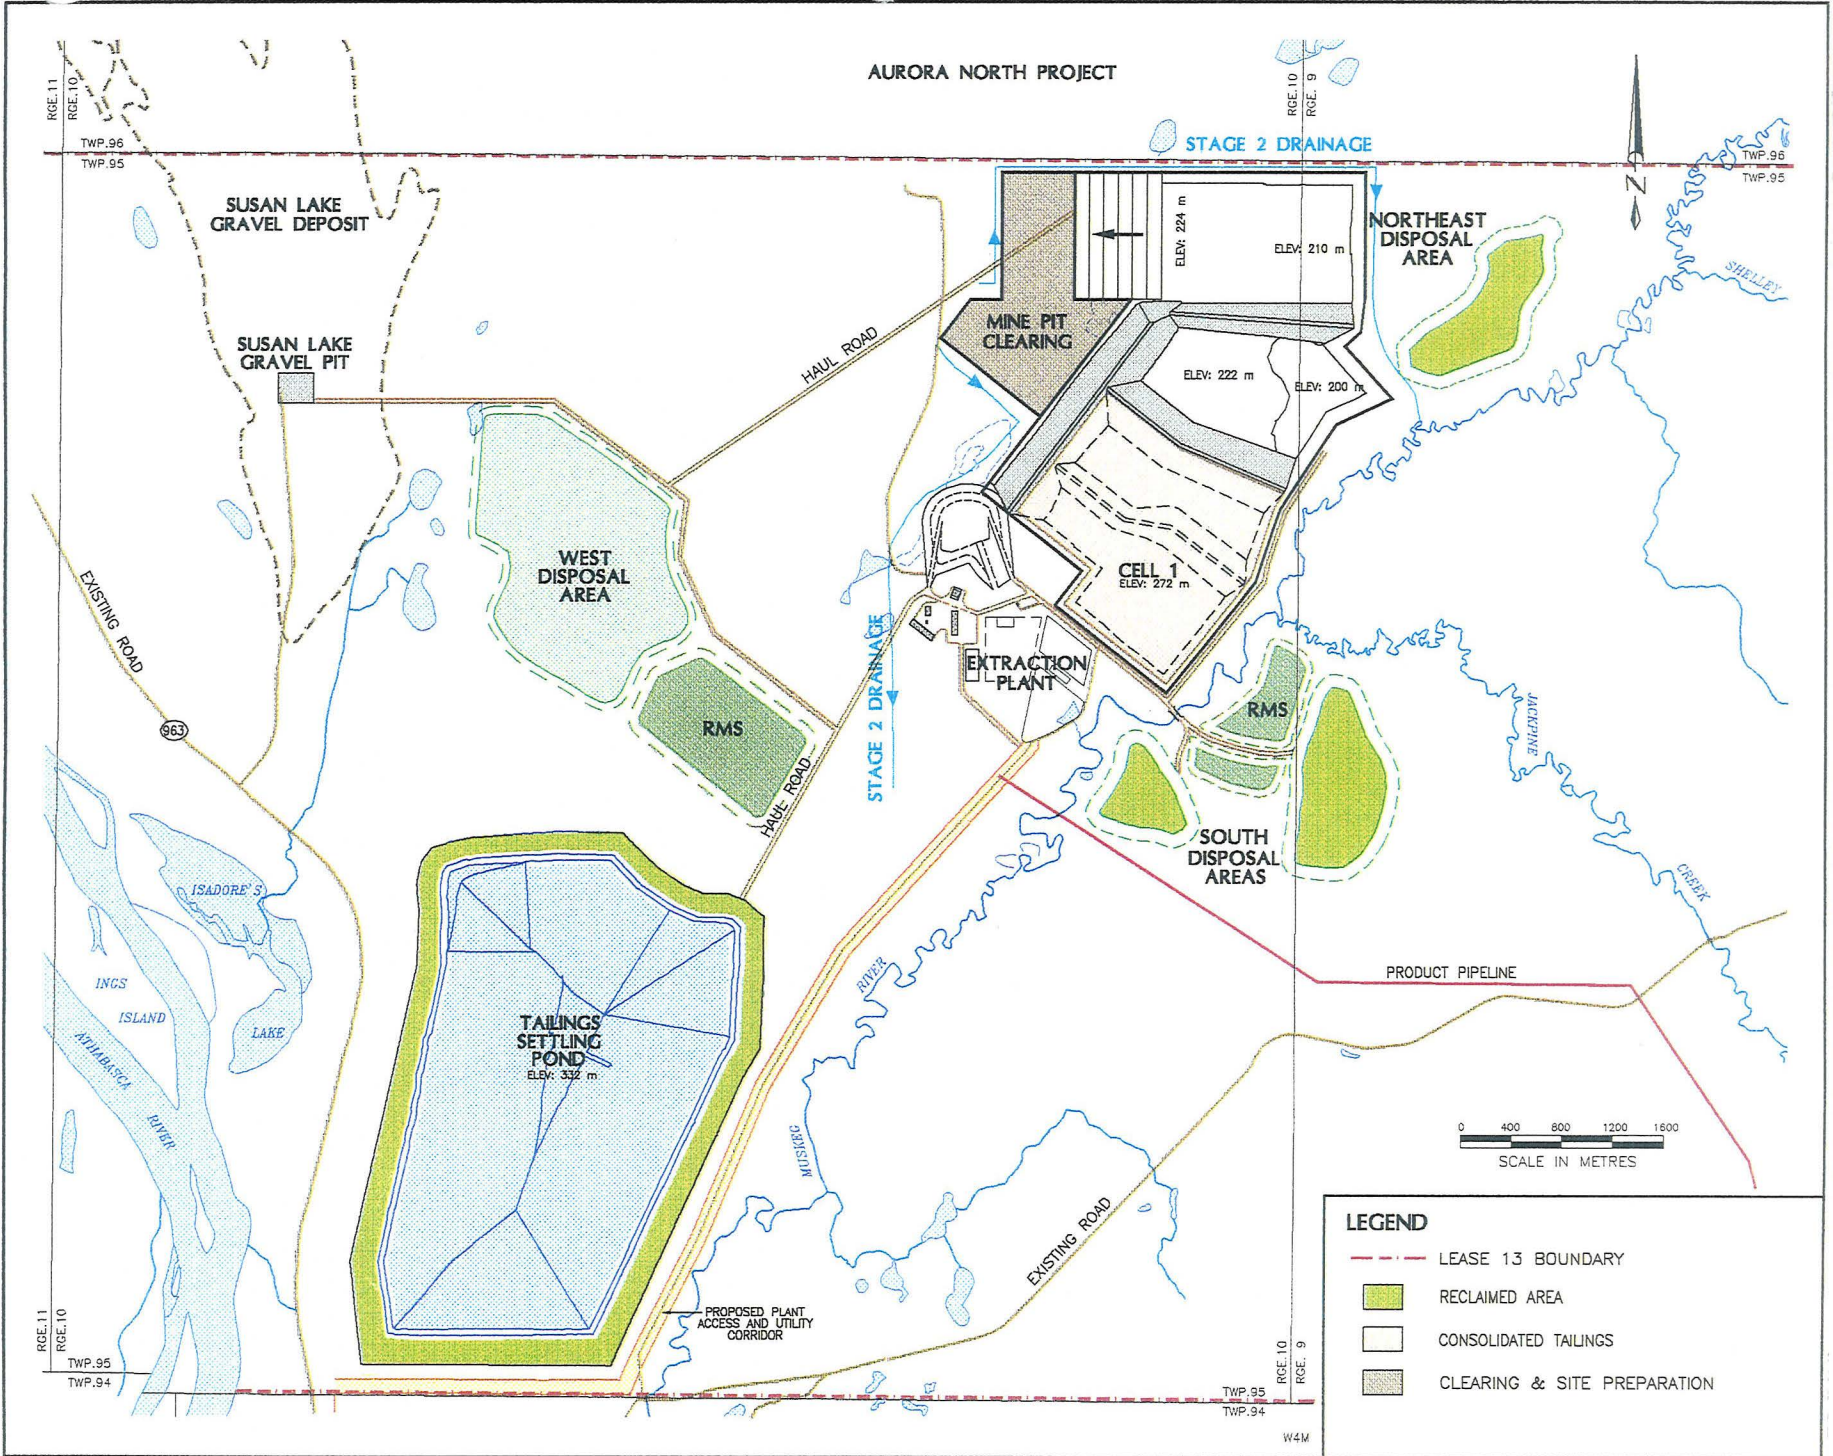 AURORA NORTH PROJECT
RGE.11
RGE.10
RGE.10
RGE. 9
TWP.96
TWP.95
TWP.96
TWP.95
STAGE 2 DRAINAGE
N
SUSAN LAKE
GRAVEL DEPOSIT
ELEV: 224 m
ELEV: 210 m
NORTHEAST
DISPOSAL
AREA
SHELLEY
SUSAN LAKE
GRAVEL PIT
HAUL ROAD
MINE PIT
CLEARING
ELEV: 222 m
ELEV: 200 m
WEST
DISPOSAL
AREA
CELL 1
ELEV: 272 m
EXISTING ROAD
STAGE 2 DRAINAGE
EXTRACTION
PLANT
RMS
RMS
JACKPINE
CREEK
963
HAUL ROAD
SOUTH
DISPOSAL
AREAS
ISADORE'S
LAKE
INGS
ISLAND
ATHABASCA
RIVER
RIVER
MUSKEG
PRODUCT PIPELINE
TAILINGS
SETTLING
POND
ELEV: 332 m
0 400 800 1200 1600
SCALE IN METRES
EXISTING ROAD
PROPOSED PLANT
ACCESS AND UTILITY
CORRIDOR
RGE.11
RGE.10
TWP.95
TWP.94
RGE.10
RGE. 9
TWP.95
TWP.94
W4M
LEGEND
LEASE 13 BOUNDARY
RECLAIMED AREA
CONSOLIDATED TAILINGS
CLEARING & SITE PREPARATION